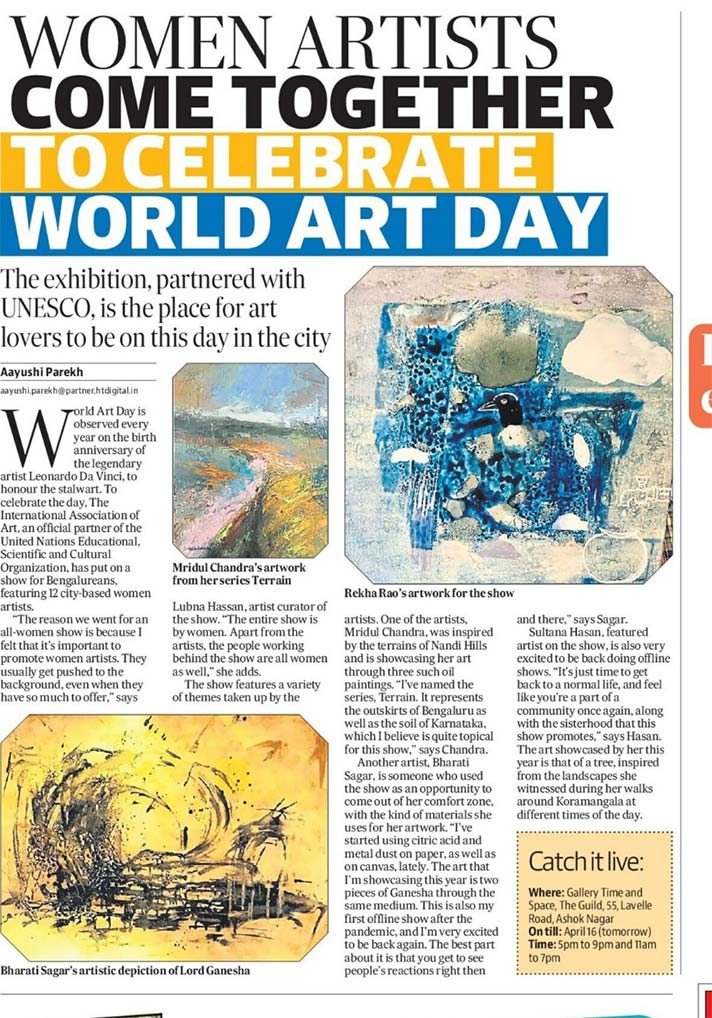 WOMEN ARTISTS
COME TOGETHER
TO CELEBRATE
WORLD ART DAY
The exhibition, partnered with
UNESCO, is the place for art
lovers to be on this day in the city
Aayushi Parekh
aayushi.parekh@partner.htdigital.in
World Art Day is
observed every
year on the birth
anniversary of
the legendary
artist Leonardo Da Vinci, to
honour the stalwart. To
celebrate the day, The
International Association of
Art, an official partner of the
United Nations Educational,
Scientific and Cultural
Organization, has put on a
show for Bengalureans,
featuring 12 city-based women
artists.
"The reason we went for an
all-women show is because I
felt that it's important to
promote women artists. They
usually get pushed to the
background, even when they
have so much to offer," says
Mridul Chandra's artwork
from her series Terrain
Lubna Hassan, artist curator of
the show. "The entire show is
by women. Apart from the
artists, the people working
behind the show are all women
as well," she adds.
The show features a variety
of themes taken up by the
Rekha Rao's artwork for the show
artists. One of the artists,
Mridul Chandra, was inspired
by the terrains of Nandi Hills
and is showcasing her art
through three such oil
paintings. "I've named the
series, Terrain. It represents
the outskirts of Bengaluru as
well as the soil of Karnataka,
which I believe is quite topical
for this show," says Chandra.
Another artist, Bharati
Sagar, is someone who used
the show as an opportunity to
come out of her comfort zone,
with the kind of materials she
uses for her artwork. "I've
started using citric acid and
metal dust on paper, as well as
on canvas, lately. The art that
I'm showcasing this year is two
pieces of Ganesha through the
same medium. This is also my
first offline show after the
pandemic, and I'm very excited
to be back again. The best part
about it is that you get to see
people's reactions right then
and there," says Sagar.
Sultana Hasan, featured
artist on the show, is also very
excited to be back doing offline
shows. "It's just time to get
back to a normal life, and feel
like you're a part of a
community once again, along
with the sisterhood that this
show promotes," says Hasan.
The art showcased by her this
year is that of a tree, inspired
from the landscapes she
witnessed during her walks
around Koramangala at
different times of the day.
Bharati Sagar's artistic depiction of Lord Ganesha
Catch it live:
Where: Gallery Time and
Space, The Guild, 55, Lavelle
Road, Ashok Nagar
On till: April 16 (tomorrow)
Time: 5pm to 9pm and 11am
to 7pm